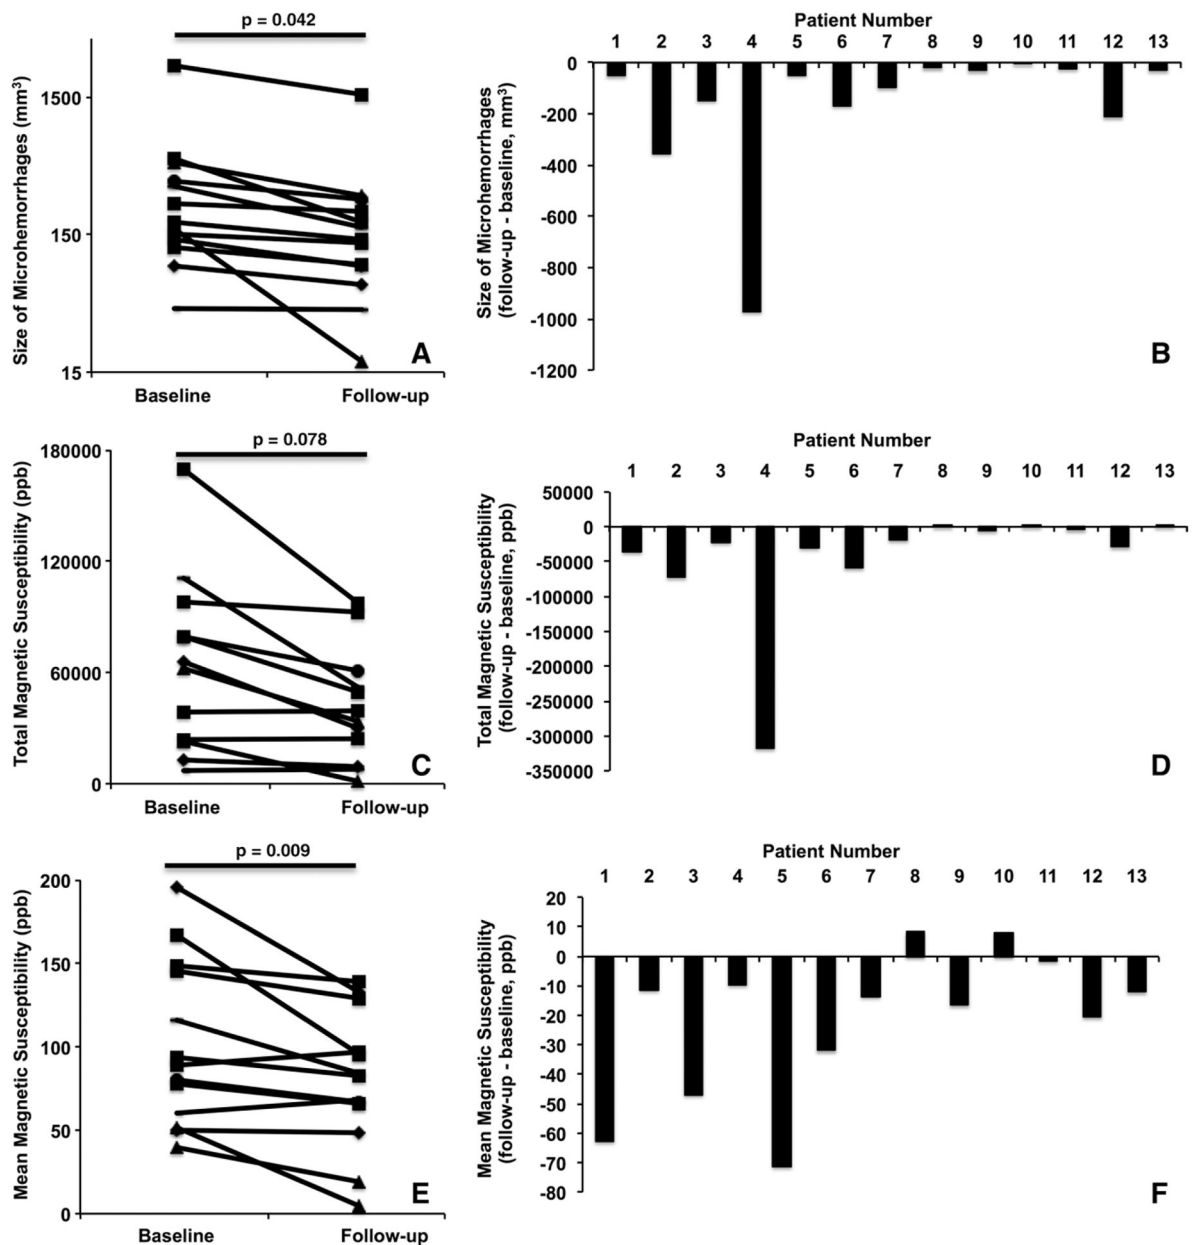 p = 0.042
Size of Microhemorrhages (mm³)
1500
150
15
Baseline Follow-up
A
Patient Number
1 2 3 4 5 6 7 8 9 10 11 12 13
Size of Microhemorrhages
(follow-up - baseline, mm³)
0
-200
-400
-600
-800
-1000
-1200
B
p = 0.078
Total Magnetic Susceptibility (ppb)
180000
120000
60000
0
Baseline Follow-up
C
Patient Number
1 2 3 4 5 6 7 8 9 10 11 12 13
Total Magnetic Susceptibility
(follow-up - baseline, ppb)
50000
0
-50000
-100000
-150000
-200000
-250000
-300000
-350000
D
p = 0.009
Mean Magnetic Susceptibility (ppb)
200
150
100
50
0
Baseline Follow-up
E
Patient Number
1 2 3 4 5 6 7 8 9 10 11 12 13
Mean Magnetic Susceptibility
(follow-up - baseline, ppb)
20
10
0
-10
-20
-30
-40
-50
-60
-70
-80
F